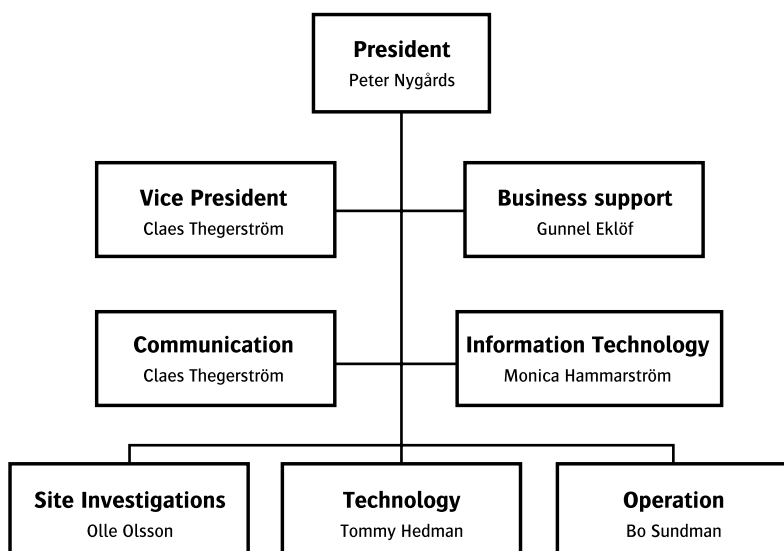 President
Peter Nygårds
Vice President
Claes Thegerström
Business support
Gunnel Eklöf
Communication
Claes Thegerström
Information Technology
Monica Hammarström
Site Investigations
Olle Olsson
Technology
Tommy Hedman
Operation
Bo Sundman